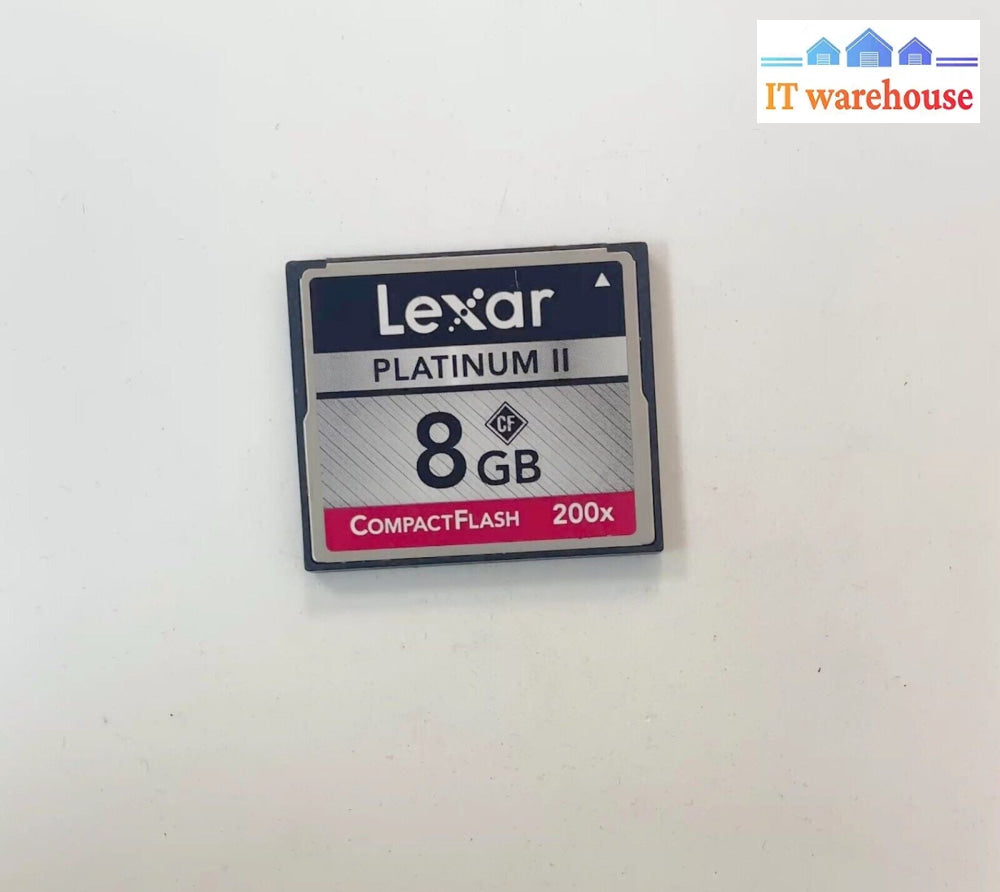 IT warehouse
Lexar
PLATINUM II
CF
8 GB
COMPACTFLASH 200x